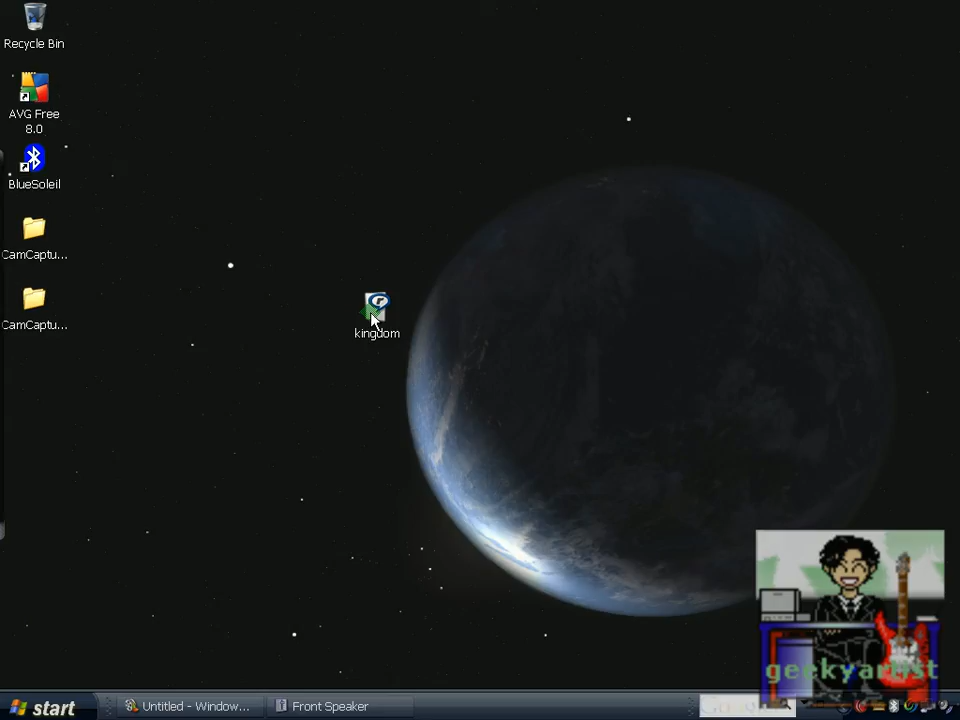 Recycle Bin
AVG Free
8.0
BlueSoleil
CamCaptu...
CamCaptu...
kingdom
geekyartist
start
Untitled - Window...
Front Speaker